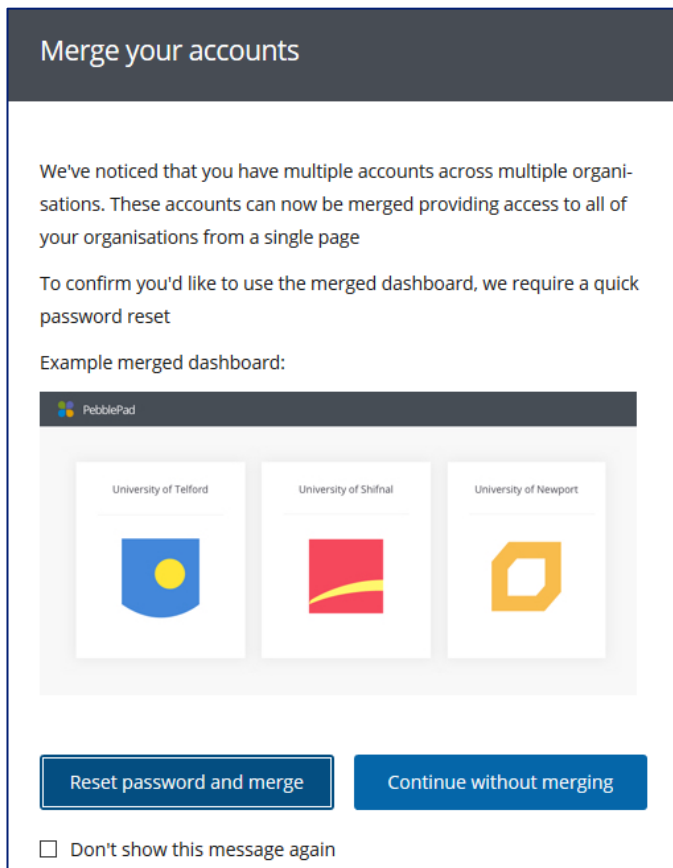 Merge your accounts
We've noticed that you have multiple accounts across multiple organi-
sations. These accounts can now be merged providing access to all of
your organisations from a single page
To confirm you'd like to use the merged dashboard, we require a quick
password reset
Example merged dashboard:
PebblePad
University of Telford
University of Shifnal
University of Newport
Reset password and merge
Continue without merging
Don't show this message again